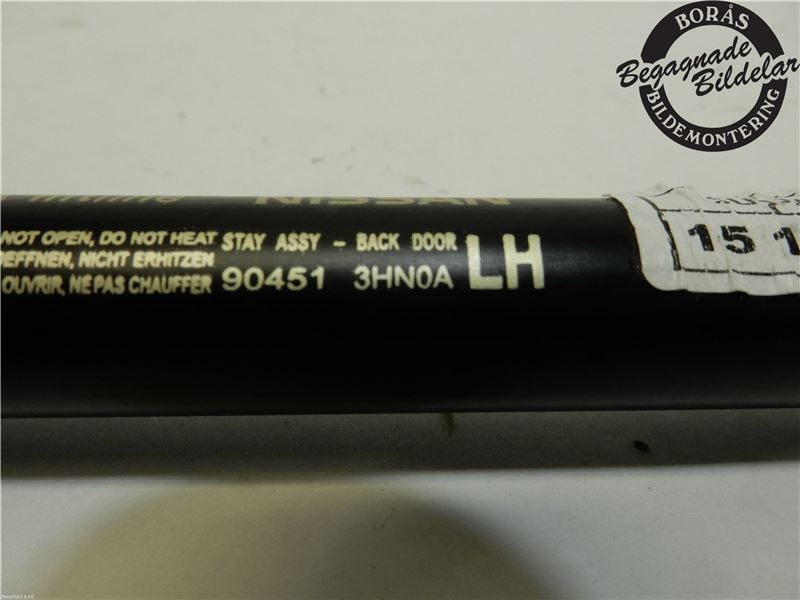 BORÅS
Begagnade
Bildelar
BILDEMONTERING
NISSAN
NOT OPEN, DO NOT HEAT STAY ASSY - BACK DOOR LH
NICHT ERHITZEN
OUVRIR, NE PAS CHAUFFER 90451 3HN0A
15 1